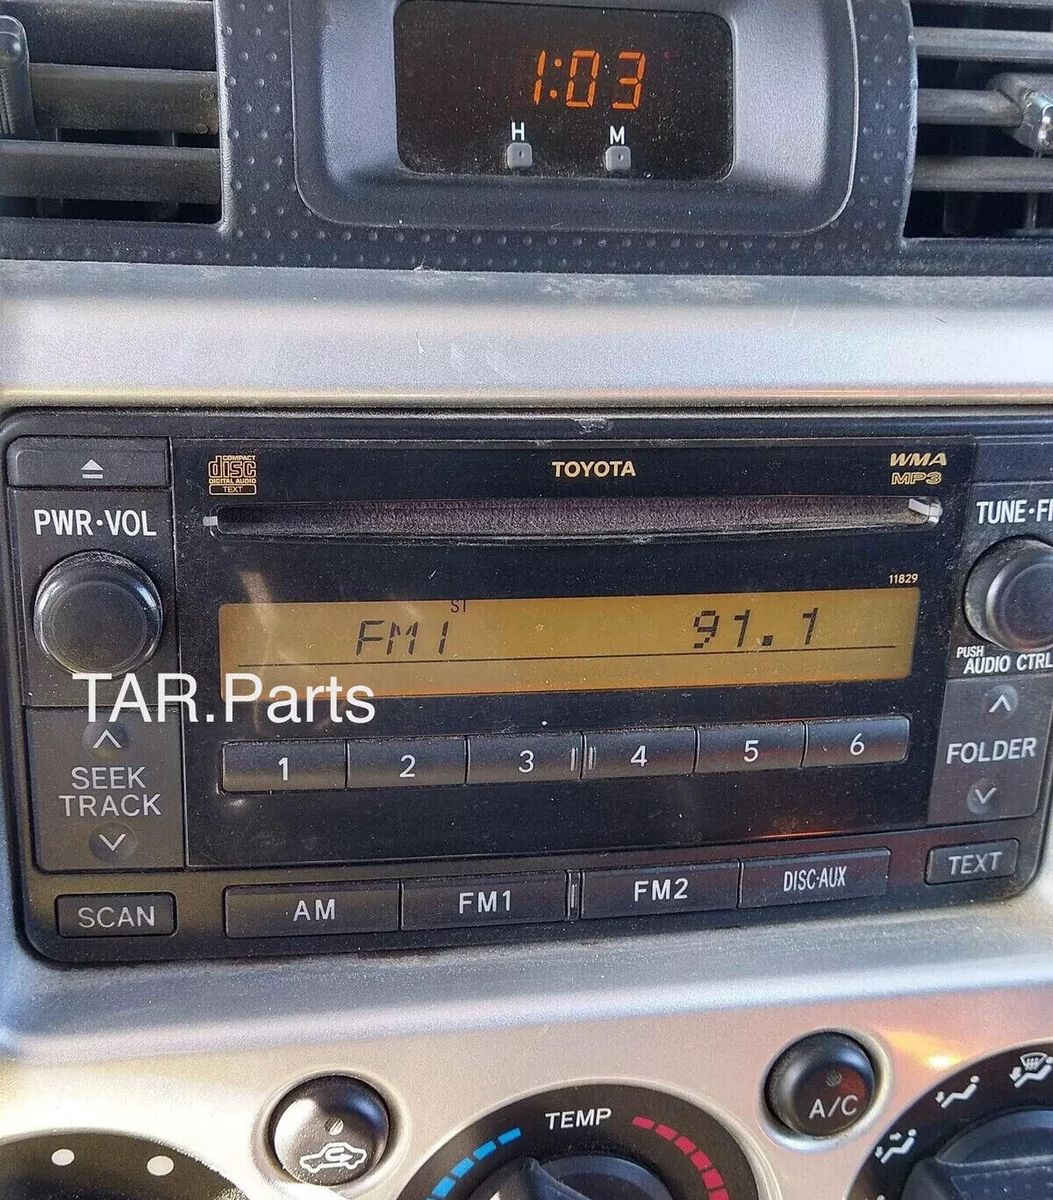 1:03
H M
COMPACT
disc
DIGITAL AUDIO
TEXT
TOYOTA
WMA
MP3
PWR·VOL
11829
ST
FM1 91.1
PUSH
AUDIO CTRL
TAR.Parts
SEEK
TRACK
1 2 3 4 5 6
FOLDER
SCAN
AM FM1 FM2 DISC·AUX TEXT
TEMP
A/C